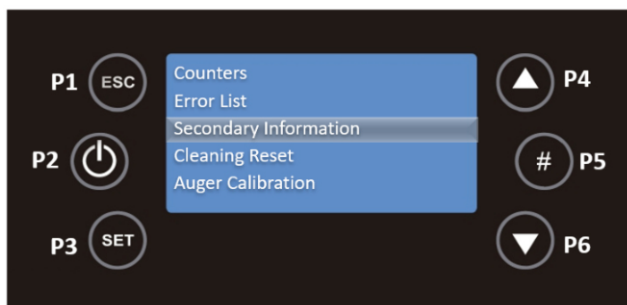 P1 ESC
Counters
Error List
Secondary Information
Cleaning Reset
Auger Calibration
P4
P2
# P5
P3 SET
P6